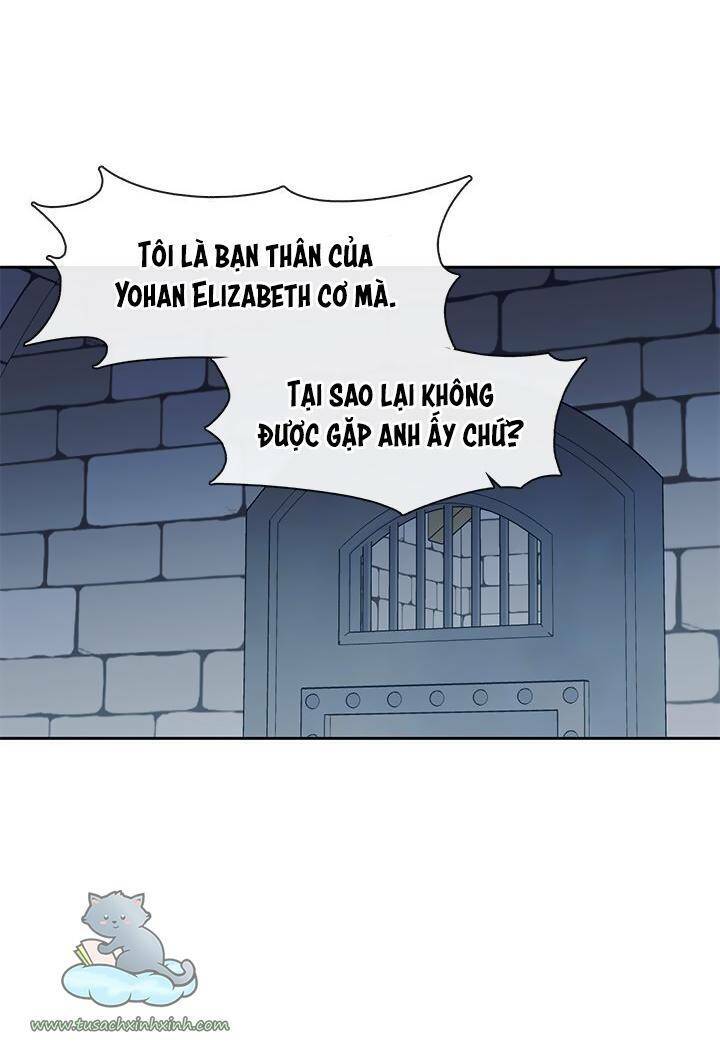 TÔI LÀ BẠN THÂN CỦA
YOHAN ELIZABETH CƠ MÀ.
TẠI SAO LẠI KHÔNG
ĐƯỢC GẶP ANH ẤY CHỨ?
www.tusachxinhxinh.com